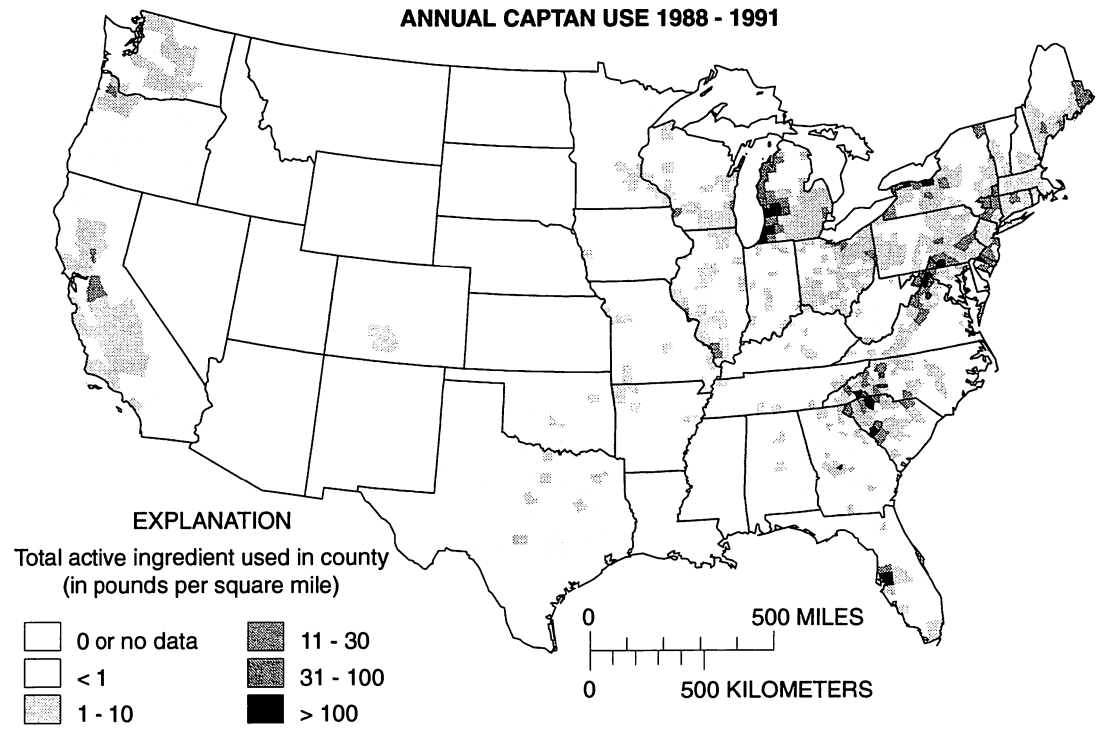 ANNUAL CAPTAN USE 1988 - 1991
EXPLANATION
Total active ingredient used in county
(in pounds per square mile)
0 or no data
< 1
1 - 10
11 - 30
31 - 100
> 100
0 500 MILES
0 500 KILOMETERS